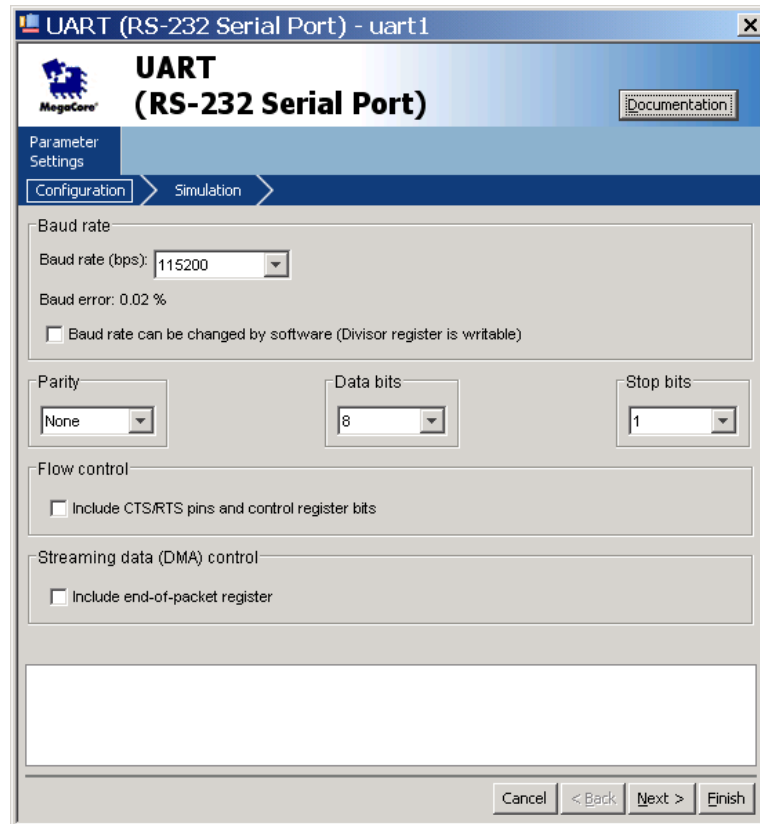 UART (RS-232 Serial Port) - uart1
MegaCore®
UART
(RS-232 Serial Port)
Documentation
Parameter
Settings
Configuration
Simulation
Baud rate
Baud rate (bps): 115200
Baud error: 0.02 %
Baud rate can be changed by software (Divisor register is writable)
Parity
Data bits
Stop bits
None
8
1
Flow control
Include CTS/RTS pins and control register bits
Streaming data (DMA) control
Include end-of-packet register
Cancel
< Back
Next >
Finish